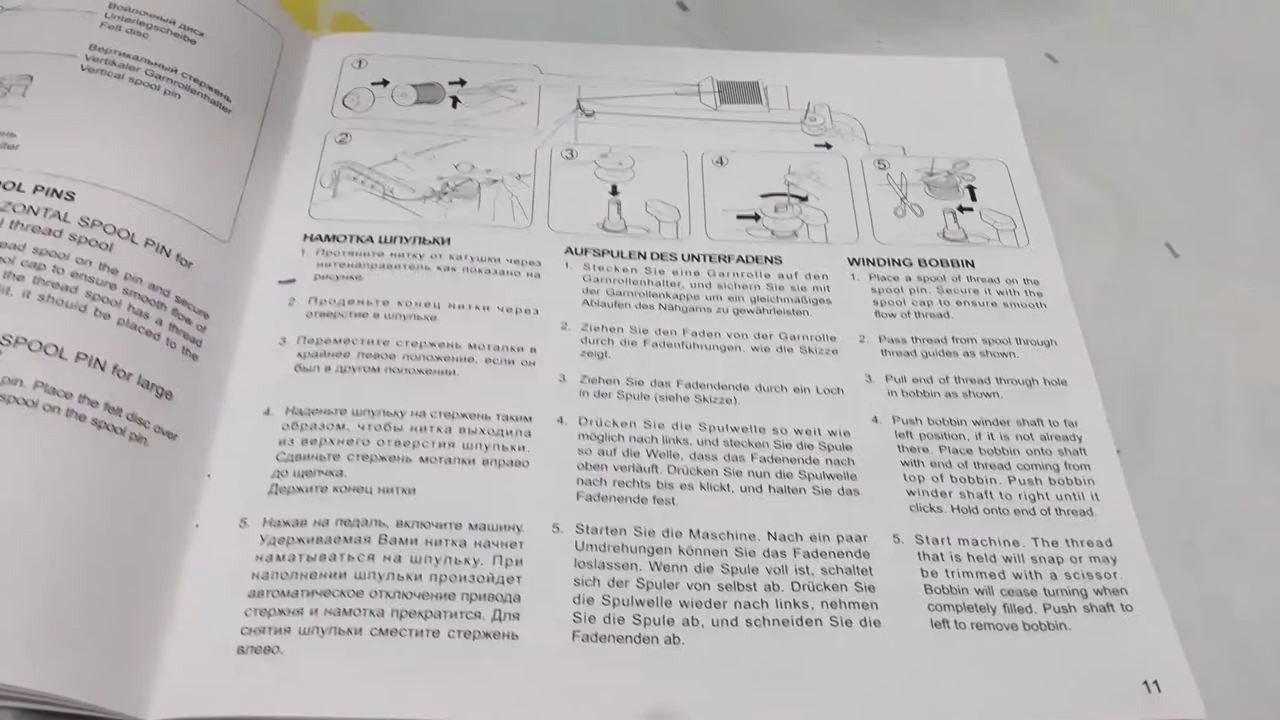 Войлочный диск
Unterlegscheibe
Felt disc
Вертикальный стержень
Vertikaler Garnrollenhalter
Vertical spool pin
OOL PINS
ZONTAL SPOOL PIN for
l thread spool
ead spool on the pin and secure
ool cap to ensure smooth flow of
the thread spool has a thread
lit, it should be placed to the
SPOOL PIN for large
pin. Place the felt disc over
spool on the spool pin.
1
2
3
4
5
НАМОТКА ШПУЛЬКИ
1. Протяните нитку от катушки через
нитенаправитель как показано на
рисунке.
2. Проденьте конец нитки через
отверстие в шпульке.
3. Переместите стержень моталки в
крайнее левое положение, если он
был в другом положении.
4. Наденьте шпульку на стержень таким
образом, чтобы нитка выходила
из верхнего отверстия шпульки.
Сдвиньте стержень моталки вправо
до щелчка.
Держите конец нитки
5. Нажав на педаль, включите машину.
Удерживаемая Вами нитка начнет
наматываться на шпульку. При
наполнении шпульки произойдет
автоматическое отключение привода
стержня и намотка прекратится. Для
снятия шпульки сместите стержень
влево.
AUFSPULEN DES UNTERFADENS
1. Stecken Sie eine Garnrolle auf den
Garnrollenhalter, und sichern Sie sie mit
der Garnrollenkappe um ein gleichmäßiges
Ablaufen des Nähgarns zu gewährleisten.
2. Ziehen Sie den Faden von der Garnrolle
durch die Fadenführungen, wie die Skizze
zeigt.
3. Ziehen Sie das Fadendende durch ein Loch
in der Spule (siehe Skizze).
4. Drücken Sie die Spulwelle so weit wie
möglich nach links, und stecken Sie die Spule
so auf die Welle, dass das Fadenende nach
oben verläuft. Drücken Sie nun die Spulwelle
nach rechts bis es klickt, und halten Sie das
Fadenende fest.
5. Starten Sie die Maschine. Nach ein paar
Umdrehungen können Sie das Fadenende
loslassen. Wenn die Spule voll ist, schaltet
sich der Spuler von selbst ab. Drücken Sie
die Spulwelle wieder nach links, nehmen
Sie die Spule ab, und schneiden Sie die
Fadenenden ab.
WINDING BOBBIN
1. Place a spool of thread on the
spool pin. Secure it with the
spool cap to ensure smooth
flow of thread.
2. Pass thread from spool through
thread guides as shown.
3. Pull end of thread through hole
in bobbin as shown.
4. Push bobbin winder shaft to far
left position, if it is not already
there. Place bobbin onto shaft
with end of thread coming from
top of bobbin. Push bobbin
winder shaft to right until it
clicks. Hold onto end of thread.
5. Start machine. The thread
that is held will snap or may
be trimmed with a scissor.
Bobbin will cease turning when
completely filled. Push shaft to
left to remove bobbin.
11